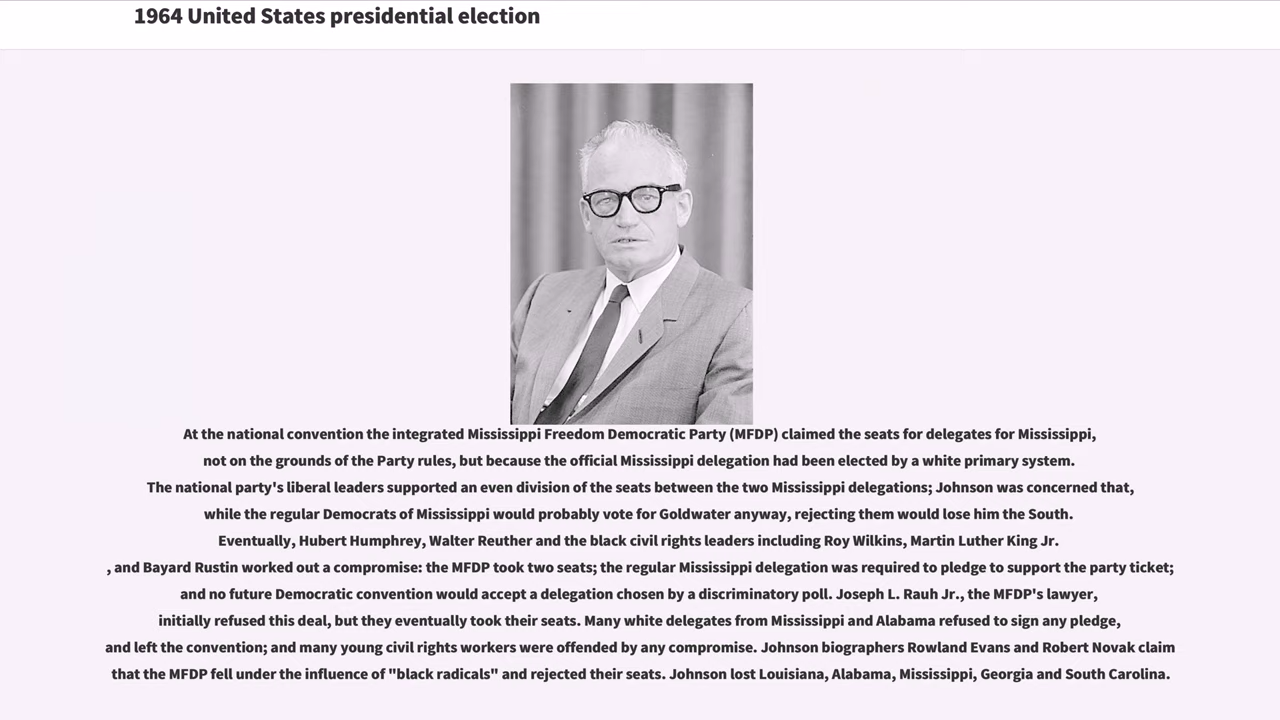 1964 United States presidential election
At the national convention the integrated Mississippi Freedom Democratic Party (MFDP) claimed the seats for delegates for Mississippi,
not on the grounds of the Party rules, but because the official Mississippi delegation had been elected by a white primary system.
The national party's liberal leaders supported an even division of the seats between the two Mississippi delegations; Johnson was concerned that,
while the regular Democrats of Mississippi would probably vote for Goldwater anyway, rejecting them would lose him the South.
Eventually, Hubert Humphrey, Walter Reuther and the black civil rights leaders including Roy Wilkins, Martin Luther King Jr.
, and Bayard Rustin worked out a compromise: the MFDP took two seats; the regular Mississippi delegation was required to pledge to support the party ticket;
and no future Democratic convention would accept a delegation chosen by a discriminatory poll. Joseph L. Rauh Jr., the MFDP's lawyer,
initially refused this deal, but they eventually took their seats. Many white delegates from Mississippi and Alabama refused to sign any pledge,
and left the convention; and many young civil rights workers were offended by any compromise. Johnson biographers Rowland Evans and Robert Novak claim
that the MFDP fell under the influence of "black radicals" and rejected their seats. Johnson lost Louisiana, Alabama, Mississippi, Georgia and South Carolina.